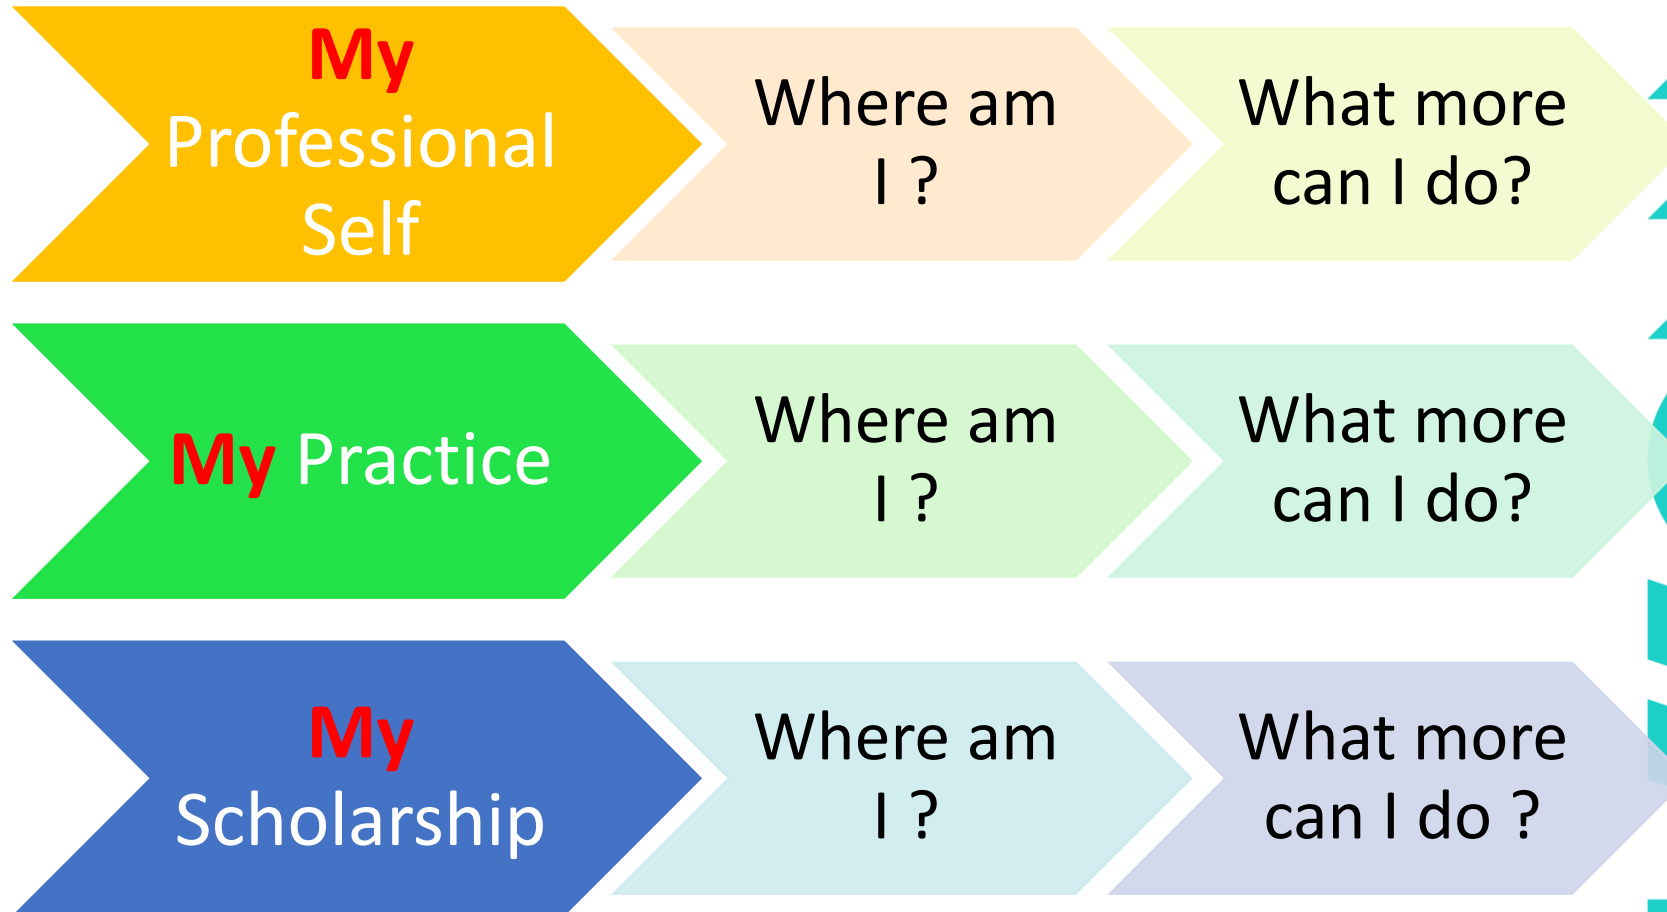 My
Professional
Self
Where am
I ?
What more
can I do?
My Practice
Where am
I ?
What more
can I do?
My
Scholarship
Where am
I ?
What more
can I do ?